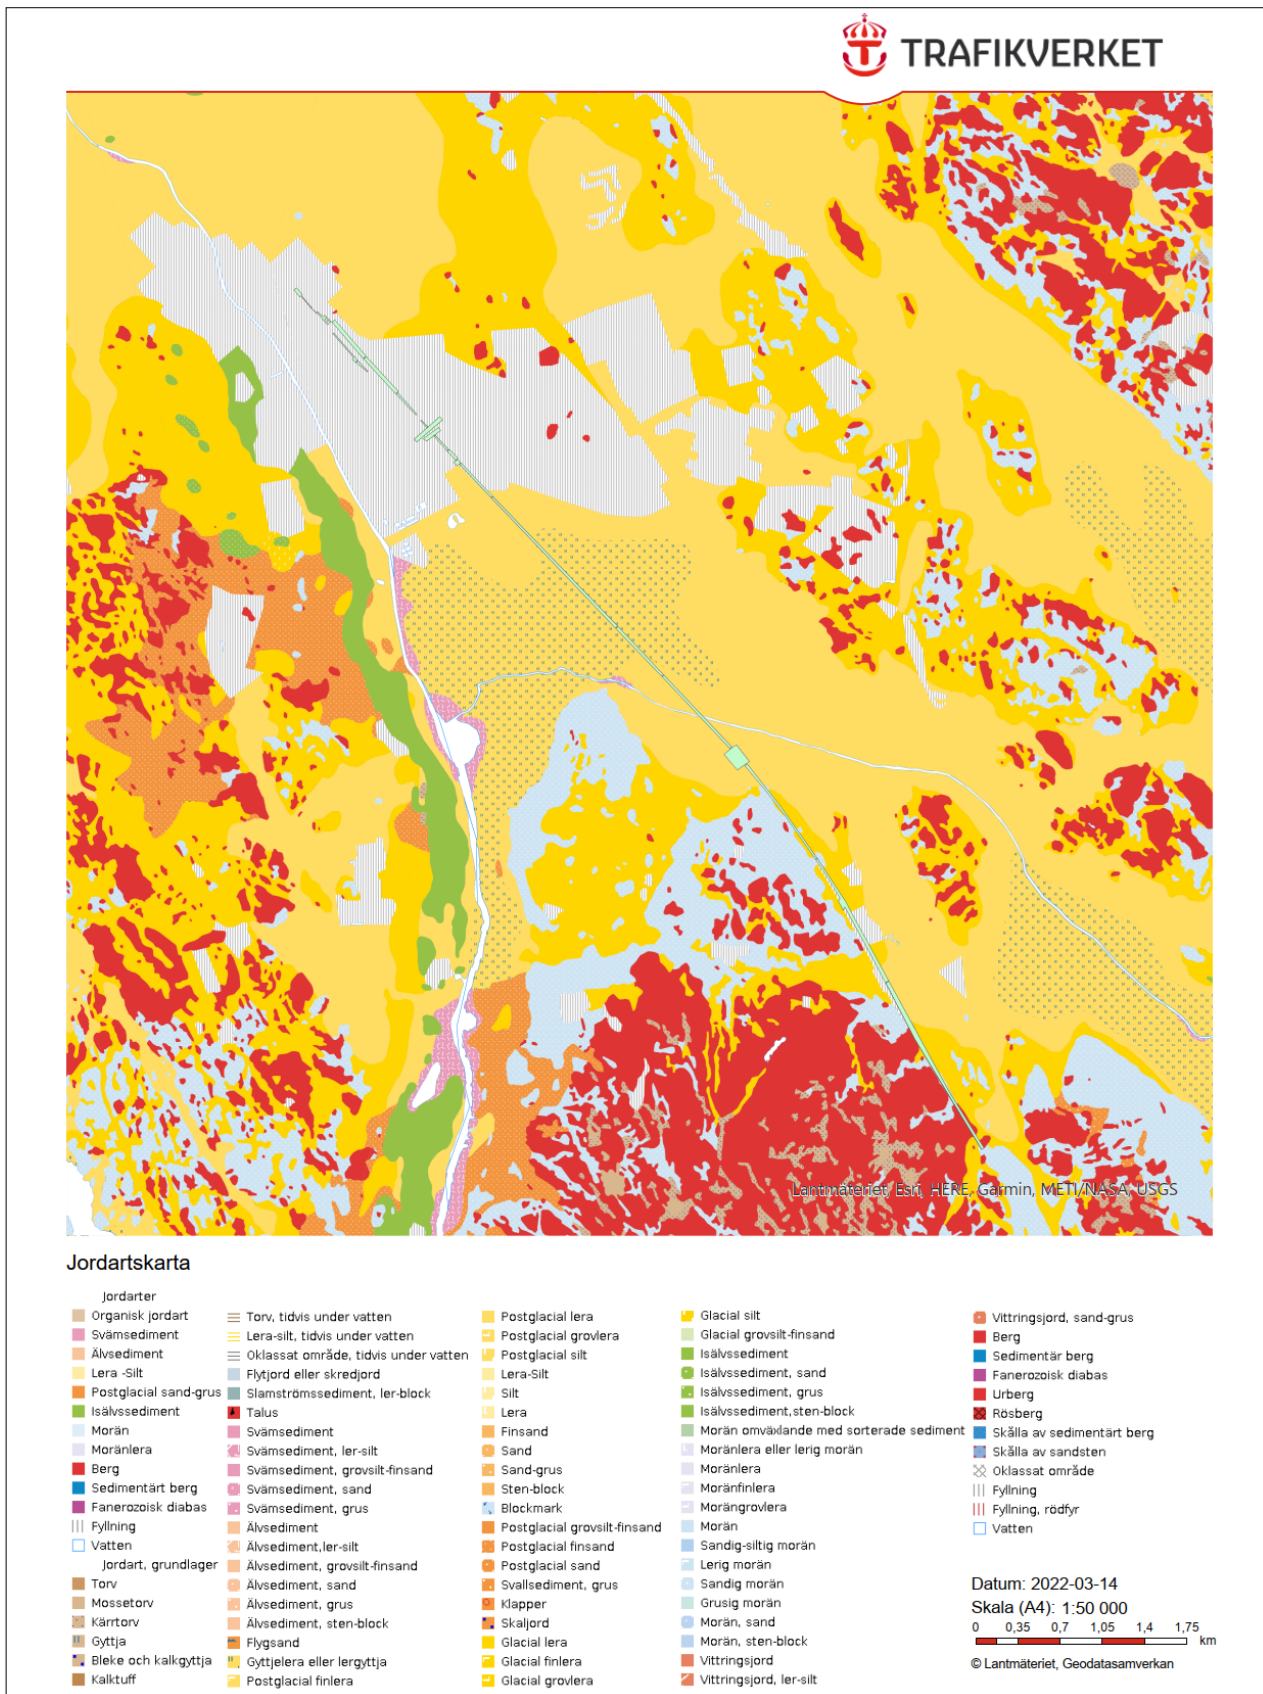 TRAFIKVERKET
Lantmäteriet, Esri, HERE, Garmin, METI/NASA, USGS
Jordartskarta
Jordarter
Organisk jordart
Svämsediment
Älvsediment
Lera -Silt
Postglacial sand-grus
Isälvssediment
Morän
Moränlera
Berg
Sedimentärt berg
Fanerozoisk diabas
Fyllning
Vatten
Jordart, grundlager
Torv
Mossetorv
Kärrtorv
Gyttja
Bleke och kalkgyttja
Kalktuff
Torv, tidvis under vatten
Lera-silt, tidvis under vatten
Oklassat område, tidvis under vatten
Flytjord eller skredjord
Slamströmssediment, ler-block
Talus
Svämsediment
Svämsediment, ler-silt
Svämsediment, grovsilt-finsand
Svämsediment, sand
Svämsediment, grus
Älvsediment
Älvsediment,ler-silt
Älvsediment, grovsilt-finsand
Älvsediment, sand
Älvsediment, grus
Älvsediment, sten-block
Flygsand
Gyttjelera eller lergyttja
Postglacial finlera
Postglacial lera
Postglacial grovlera
Postglacial silt
Lera-Silt
Silt
Lera
Finsand
Sand
Sand-grus
Sten-block
Blockmark
Postglacial grovsilt-finsand
Postglacial finsand
Postglacial sand
Svallsediment, grus
Klapper
Skaljord
Glacial lera
Glacial finlera
Glacial grovlera
Glacial silt
Glacial grovsilt-finsand
Isälvssediment
Isälvssediment, sand
Isälvssediment, grus
Isälvssediment,sten-block
Morän omväxlande med sorterade sediment
Moränlera eller lerig morän
Moränlera
Moränfinlera
Morängrovlera
Morän
Sandig-siltig morän
Lerig morän
Sandig morän
Grusig morän
Morän, sand
Morän, sten-block
Vittringsjord
Vittringsjord, ler-silt
Vittringsjord, sand-grus
Berg
Sedimentär berg
Fanerozoisk diabas
Urberg
Rösberg
Skålla av sedimentärt berg
Skålla av sandsten
Oklassat område
Fyllning
Fyllning, rödfyr
Vatten
Datum: 2022-03-14
Skala (A4): 1:50 000
0 0,35 0,7 1,05 1,4 1,75
km
© Lantmäteriet, Geodatasamverkan